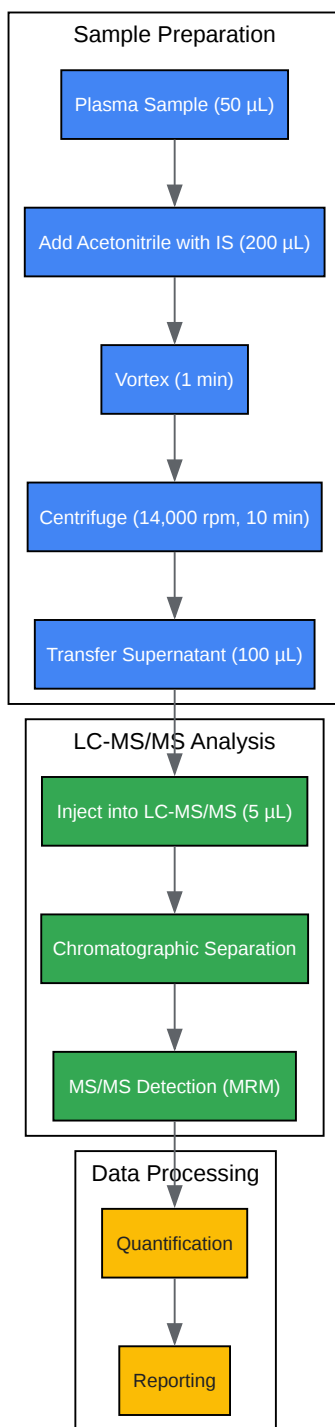 Sample Preparation
Plasma Sample (50 µL)
Add Acetonitrile with IS (200 µL)
Vortex (1 min)
Centrifuge (14,000 rpm, 10 min)
Transfer Supernatant (100 µL)
LC-MS/MS Analysis
Inject into LC-MS/MS (5 µL)
Chromatographic Separation
MS/MS Detection (MRM)
Data Processing
Quantification
Reporting